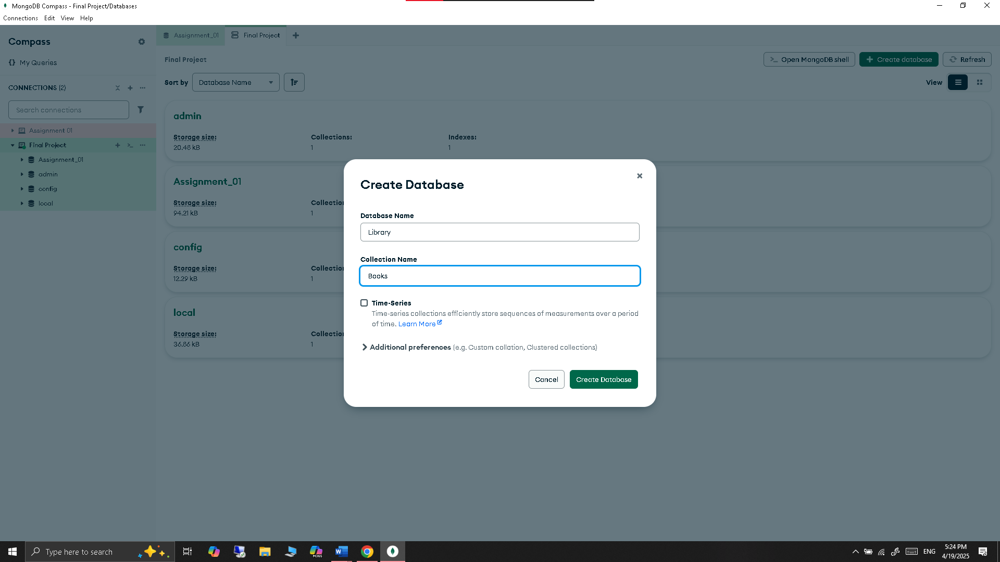 MongoDB Compass - Final Project/Databases
Connections Edit View Help
Compass
{} My Queries
CONNECTIONS (2)
Search connections
Assignment 01
Final Project
Assignment_01
admin
config
local
Assignment_01
Final Project
Final Project
>_ Open MongoDB shell
Create database
Refresh
Sort by
Database Name
View
admin
Storage size:
20.48 kB
Collections:
1
Indexes:
1
Assignment_01
Storage size:
94.21 kB
Collection
1
config
Storage size:
12.29 kB
Collection
1
local
Storage size:
36.86 kB
Collection
1
Create Database
Database Name
Library
Collection Name
Books
Time-Series
Time-series collections efficiently store sequences of measurements over a period
of time. Learn More
Additional preferences (e.g. Custom collation, Clustered collections)
Cancel
Create Database
Type here to search
M365
ENG
5:24 PM
4/19/2025